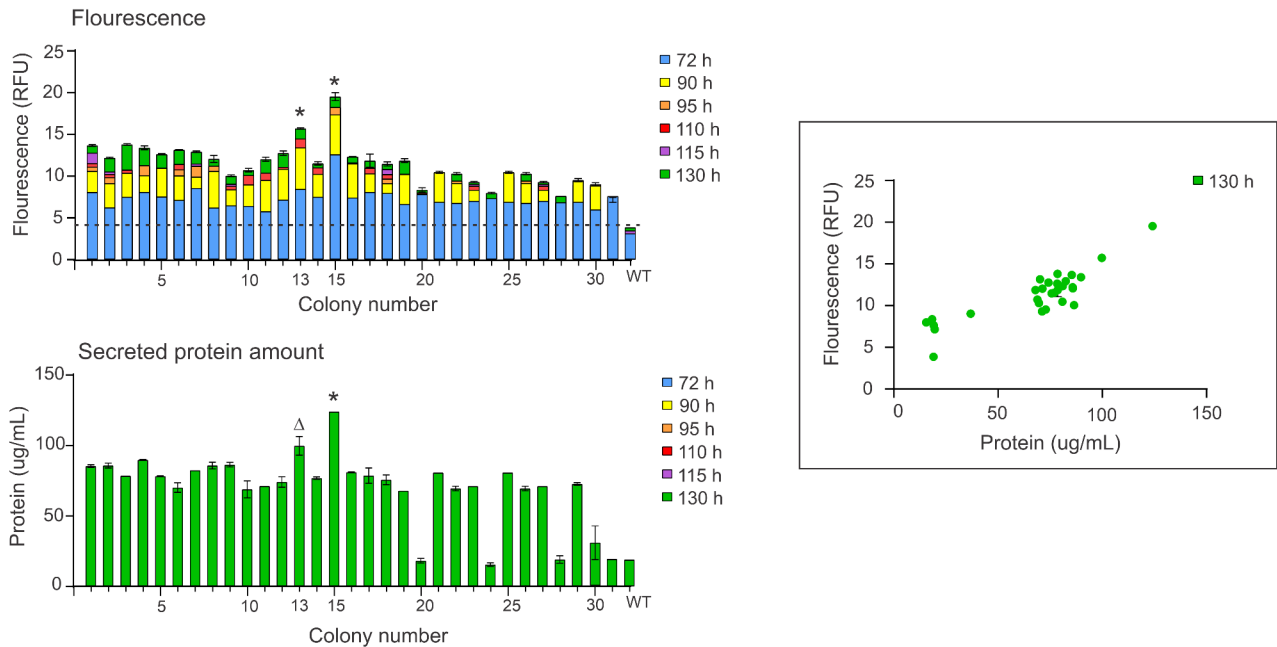 Flourescence
25
20
15
10
5
0
Flourescence (RFU)
*
*
72 h
90 h
95 h
110 h
115 h
130 h
5
10
13
15
20
25
30
WT
Colony number
Secreted protein amount
150
100
50
0
Protein (ug/mL)
Δ
*
72 h
90 h
95 h
110 h
115 h
130 h
5
10
13
15
20
25
30
WT
Colony number
130 h
25
20
15
10
5
0
Flourescence (RFU)
0
50
100
150
Protein (ug/mL)